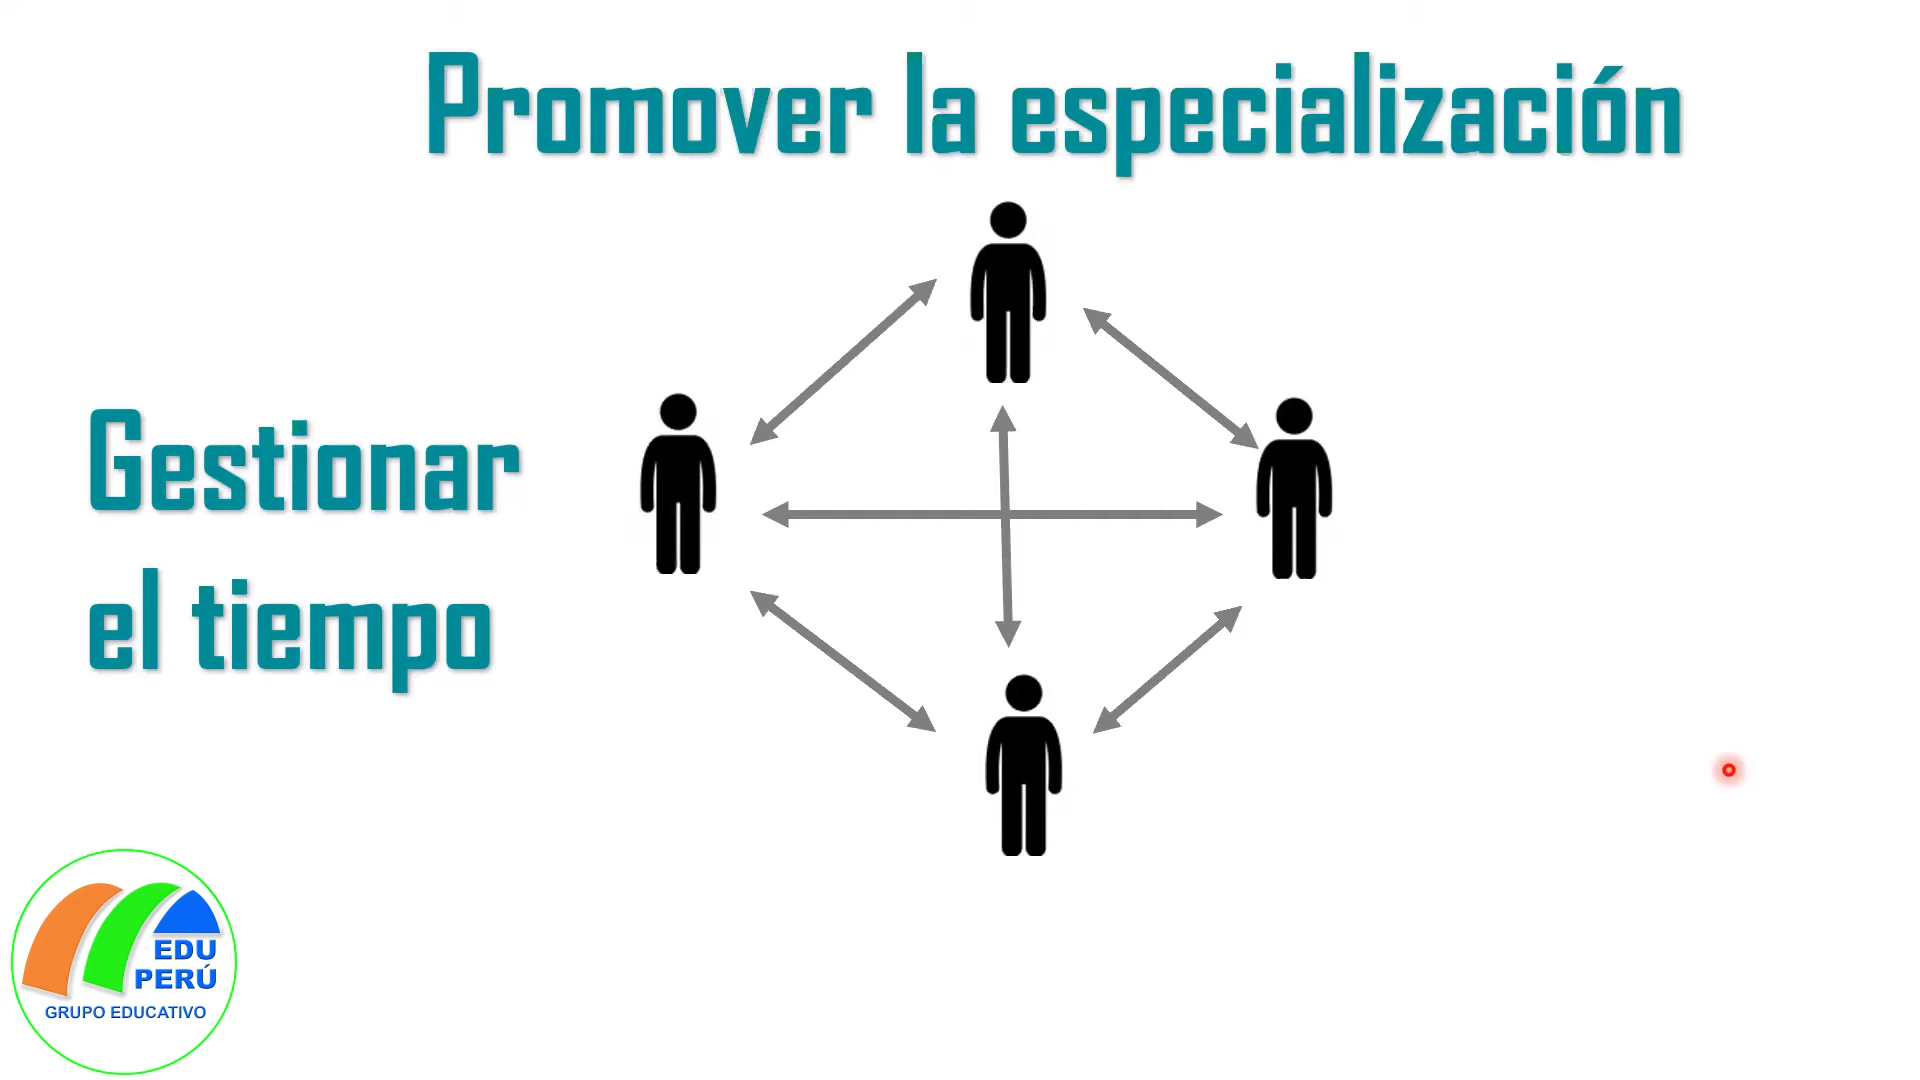 Promover la especialización
Gestionar
el tiempo
EDU
PERÚ
GRUPO EDUCATIVO